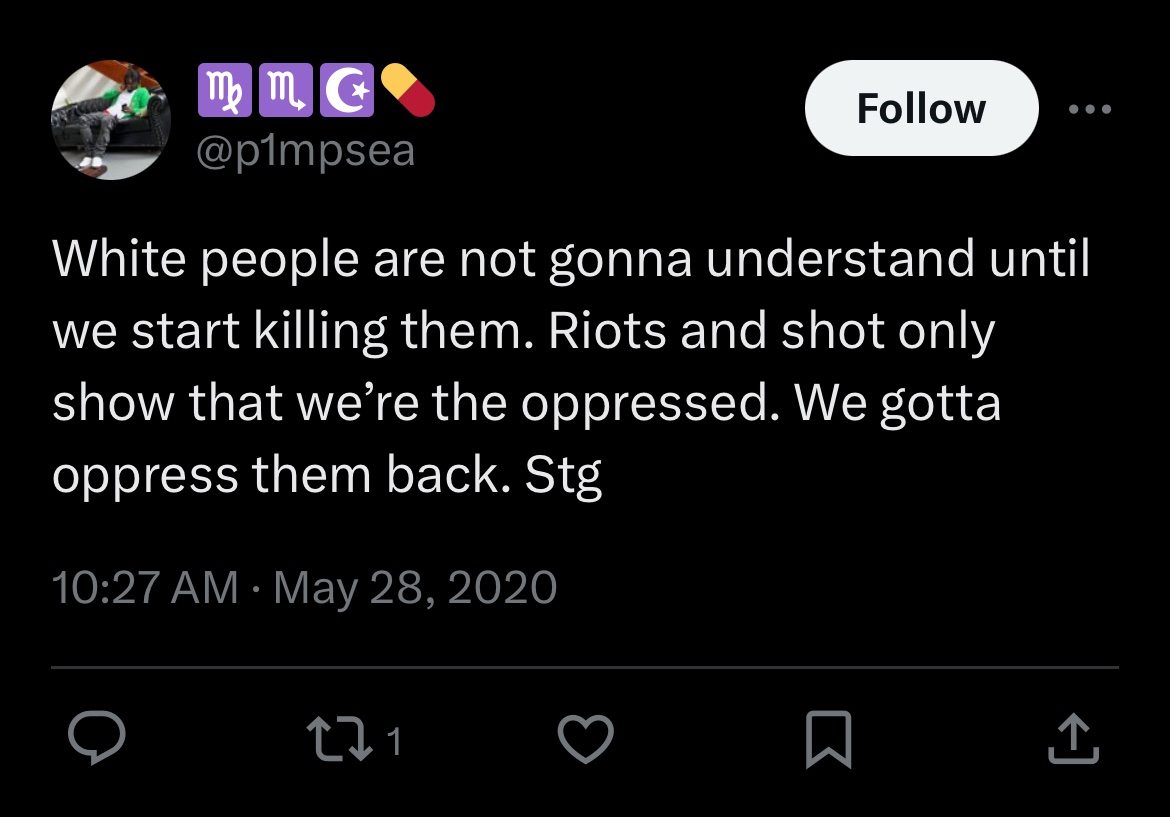 ♍♏☪💊
@p1mpsea
Follow
White people are not gonna understand until
we start killing them. Riots and shot only
show that we’re the oppressed. We gotta
oppress them back. Stg
10:27 AM · May 28, 2020
1